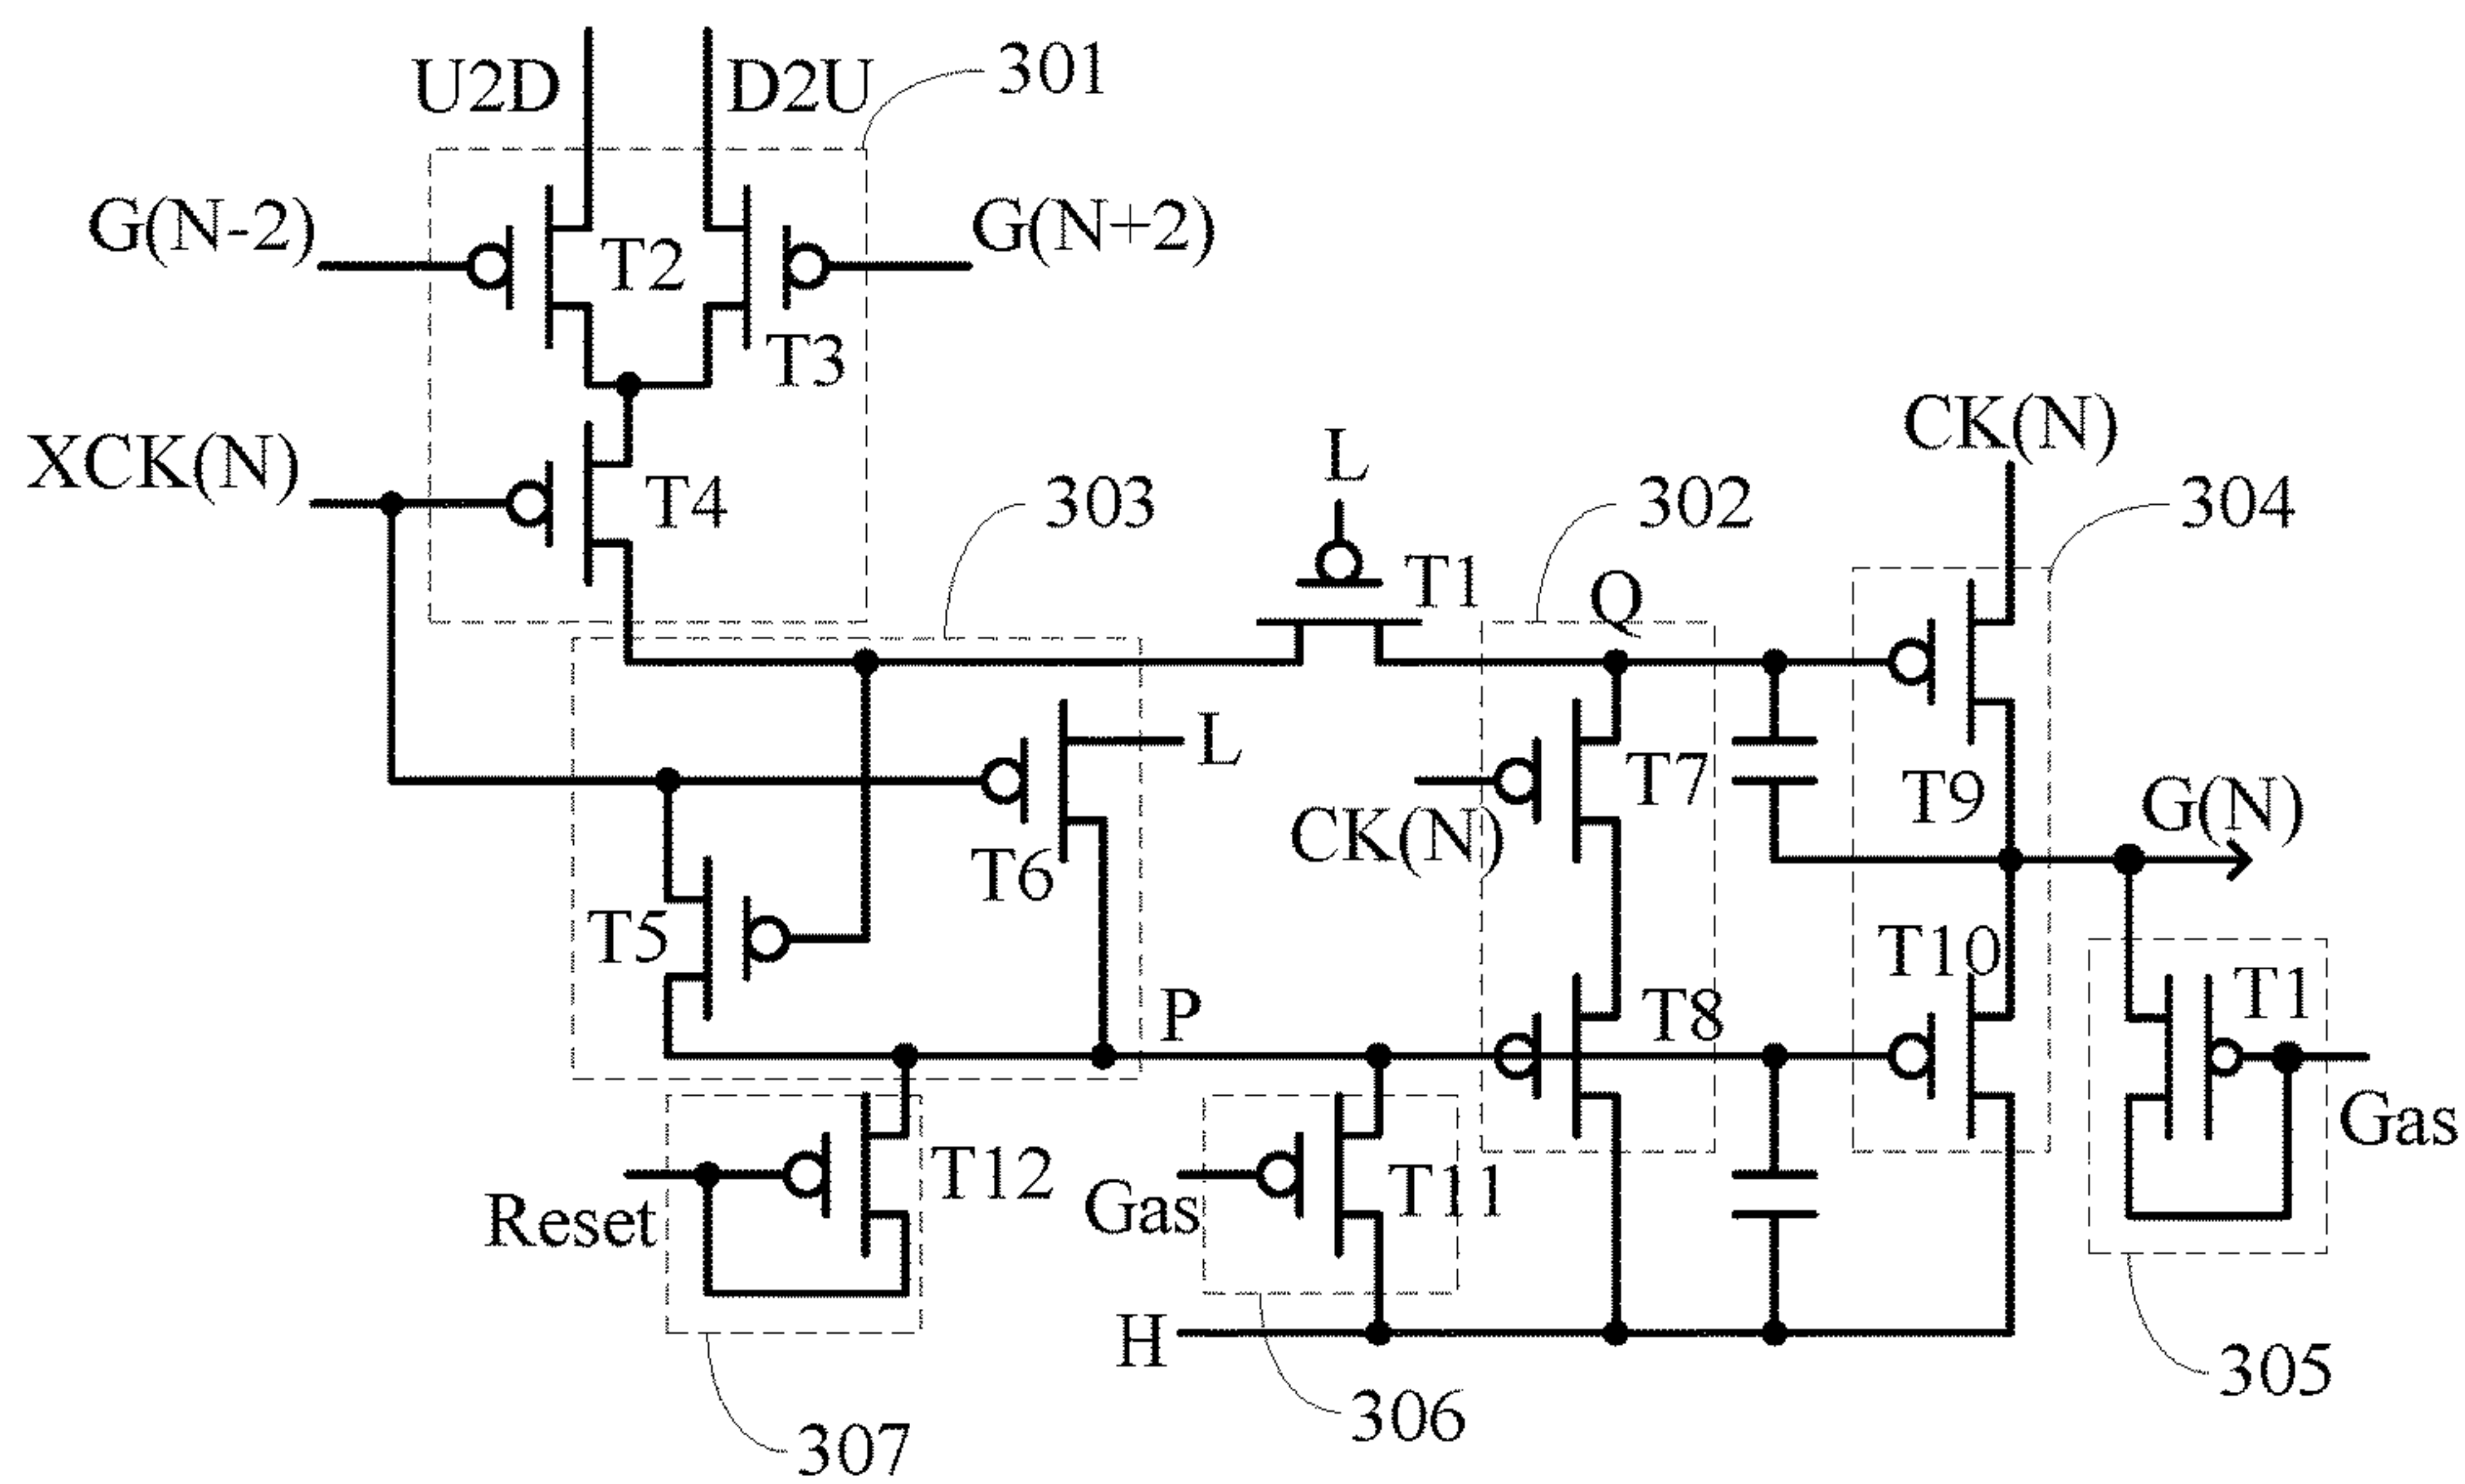 U2D
D2U
301
G(N-2)
G(N+2)
T2
T3
XCK(N)
T4
303
L
302
CK(N)
304
T1
Q
L
T7
T9
CK(N)
G(N)
T6
T5
T10
T1
P
T8
Gas
T12
Reset
Gas
T11
H
305
306
307